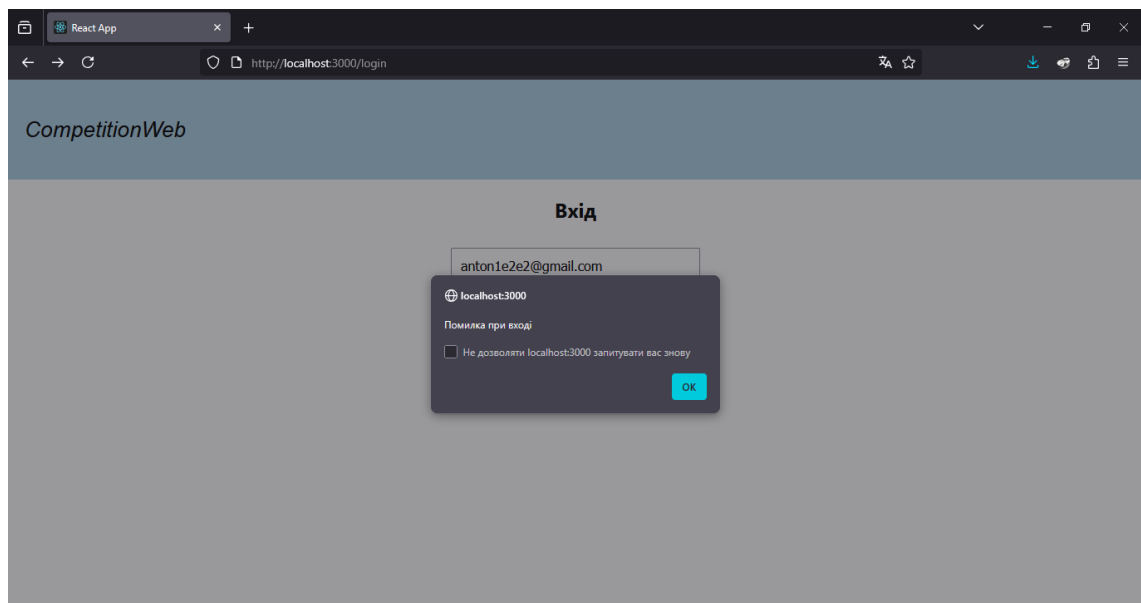 React App
http://localhost:3000/login
CompetitionWeb
Вхід
anton1e2e2@gmail.com
localhost:3000
Помилка при вході
Не дозволяти localhost:3000 запитувати вас знову
OK